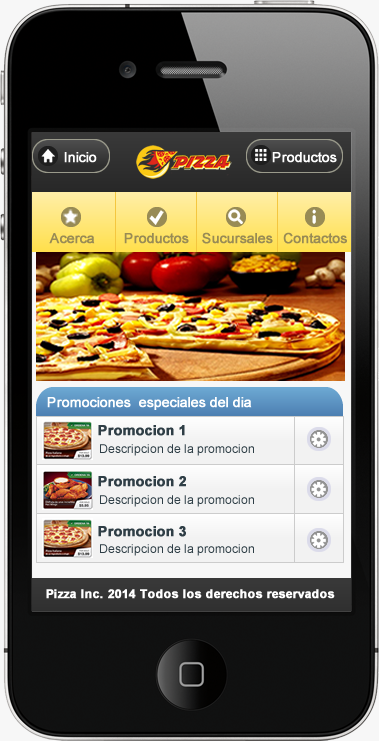 Inicio
PIZZA
Productos
Acerca
Productos
Sucursales
Contactos
Promociones especiales del dia
Promocion 1
Descripcion de la promocion
Promocion 2
Descripcion de la promocion
Promocion 3
Descripcion de la promocion
Pizza Inc. 2014 Todos los derechos reservados